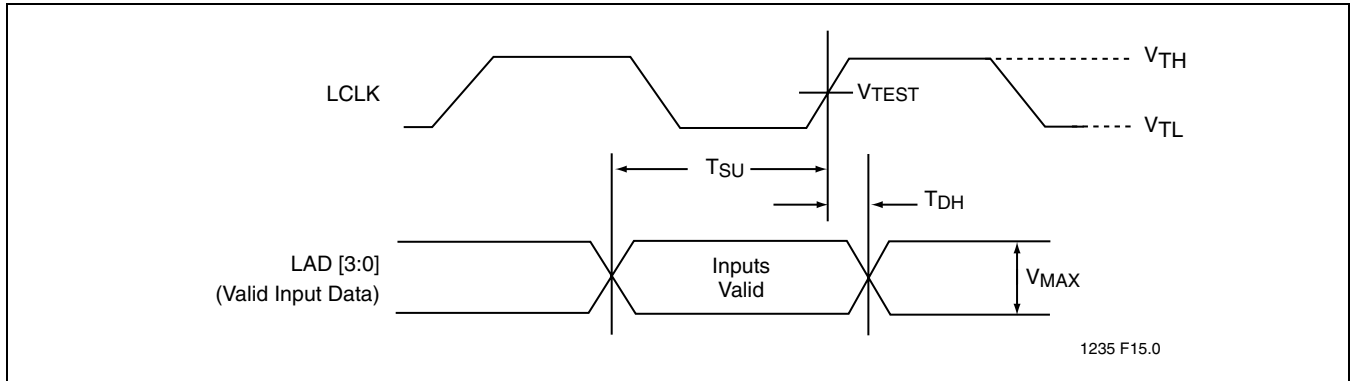 LCLK
VTEST
VTH
VTL
TSU
TDH
LAD [3:0]
(Valid Input Data)
Inputs
Valid
VMAX
1235 F15.0